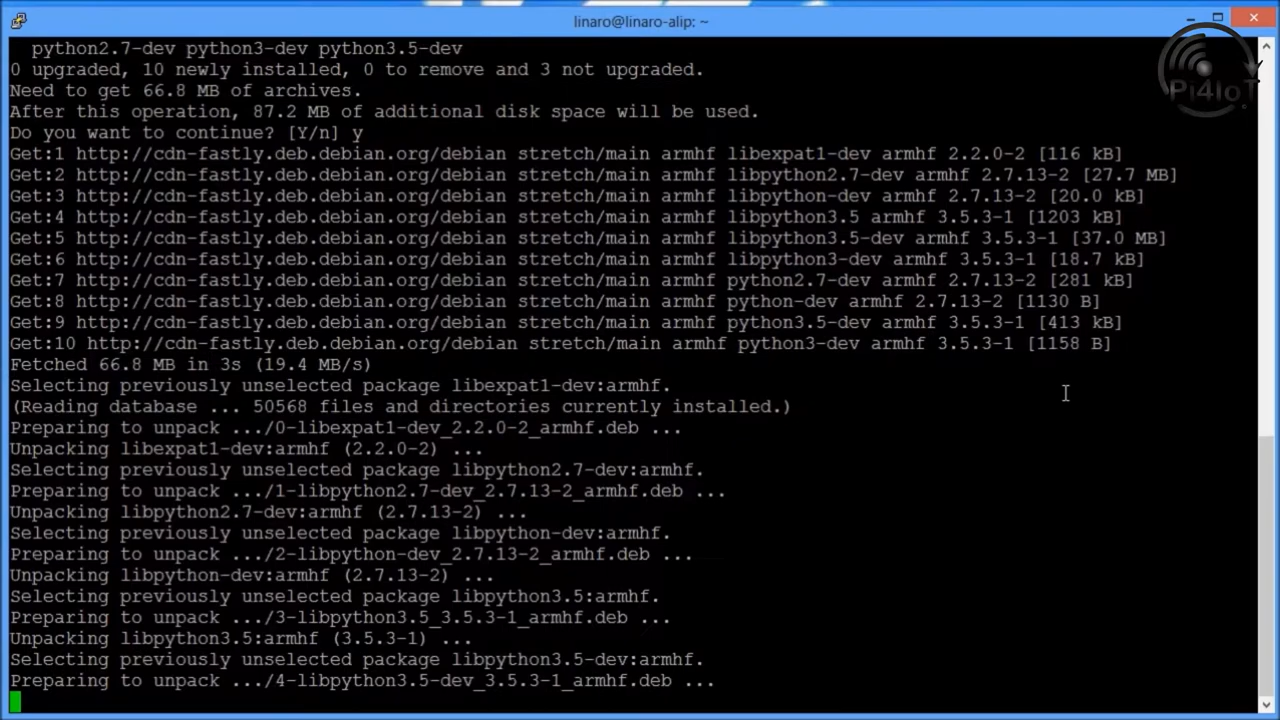 linaro@linaro-alip: ~
python2.7-dev python3-dev python3.5-dev
0 upgraded, 10 newly installed, 0 to remove and 3 not upgraded.
Need to get 66.8 MB of archives.
After this operation, 87.2 MB of additional disk space will be used.
Do you want to continue? [Y/n] y
Get:1 http://cdn-fastly.deb.debian.org/debian stretch/main armhf libexpat1-dev armhf 2.2.0-2 [116 kB]
Get:2 http://cdn-fastly.deb.debian.org/debian stretch/main armhf libpython2.7-dev armhf 2.7.13-2 [27.7 MB]
Get:3 http://cdn-fastly.deb.debian.org/debian stretch/main armhf libpython-dev armhf 2.7.13-2 [20.0 kB]
Get:4 http://cdn-fastly.deb.debian.org/debian stretch/main armhf libpython3.5 armhf 3.5.3-1 [1203 kB]
Get:5 http://cdn-fastly.deb.debian.org/debian stretch/main armhf libpython3.5-dev armhf 3.5.3-1 [37.0 MB]
Get:6 http://cdn-fastly.deb.debian.org/debian stretch/main armhf libpython3-dev armhf 3.5.3-1 [18.7 kB]
Get:7 http://cdn-fastly.deb.debian.org/debian stretch/main armhf python2.7-dev armhf 2.7.13-2 [281 kB]
Get:8 http://cdn-fastly.deb.debian.org/debian stretch/main armhf python-dev armhf 2.7.13-2 [1130 B]
Get:9 http://cdn-fastly.deb.debian.org/debian stretch/main armhf python3.5-dev armhf 3.5.3-1 [413 kB]
Get:10 http://cdn-fastly.deb.debian.org/debian stretch/main armhf python3-dev armhf 3.5.3-1 [1158 B]
Fetched 66.8 MB in 3s (19.4 MB/s)
Selecting previously unselected package libexpat1-dev:armhf.
(Reading database ... 50568 files and directories currently installed.)
Preparing to unpack .../0-libexpat1-dev_2.2.0-2_armhf.deb ...
Unpacking libexpat1-dev:armhf (2.2.0-2) ...
Selecting previously unselected package libpython2.7-dev:armhf.
Preparing to unpack .../1-libpython2.7-dev_2.7.13-2_armhf.deb ...
Unpacking libpython2.7-dev:armhf (2.7.13-2) ...
Selecting previously unselected package libpython-dev:armhf.
Preparing to unpack .../2-libpython-dev_2.7.13-2_armhf.deb ...
Unpacking libpython-dev:armhf (2.7.13-2) ...
Selecting previously unselected package libpython3.5:armhf.
Preparing to unpack .../3-libpython3.5_3.5.3-1_armhf.deb ...
Unpacking libpython3.5:armhf (3.5.3-1) ...
Selecting previously unselected package libpython3.5-dev:armhf.
Preparing to unpack .../4-libpython3.5-dev_3.5.3-1_armhf.deb ...
Pi4IoT